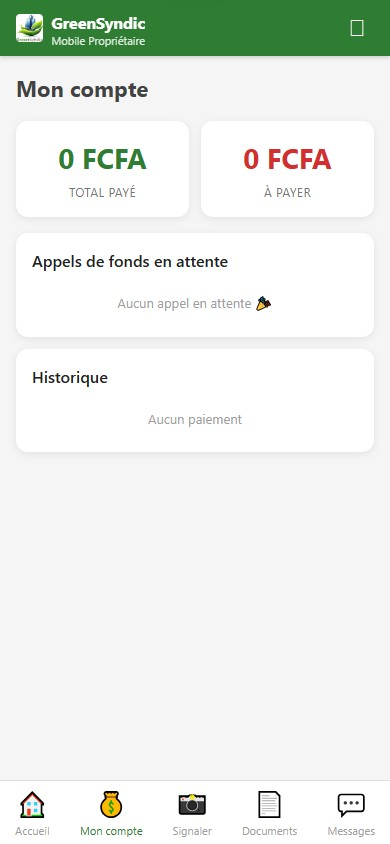 GreenSyndic
Mobile Propriétaire
Mon compte
0 FCFA
TOTAL PAYÉ
0 FCFA
À PAYER
Appels de fonds en attente
Aucun appel en attente 🎉
Historique
Aucun paiement
Accueil
Mon compte
Signaler
Documents
Messages